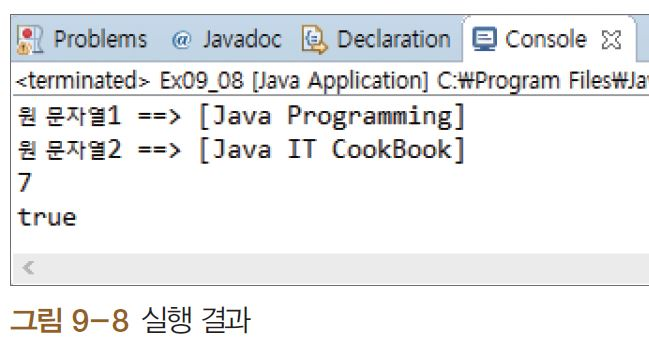 Problems @ Javadoc Declaration Console
<terminated> Ex09_08 [Java Application] C:₩Program Files₩Ja
원 문자열1 ==> [Java Programming]
원 문자열2 ==> [Java IT CookBook]
7
true
그림 9-8 실행 결과